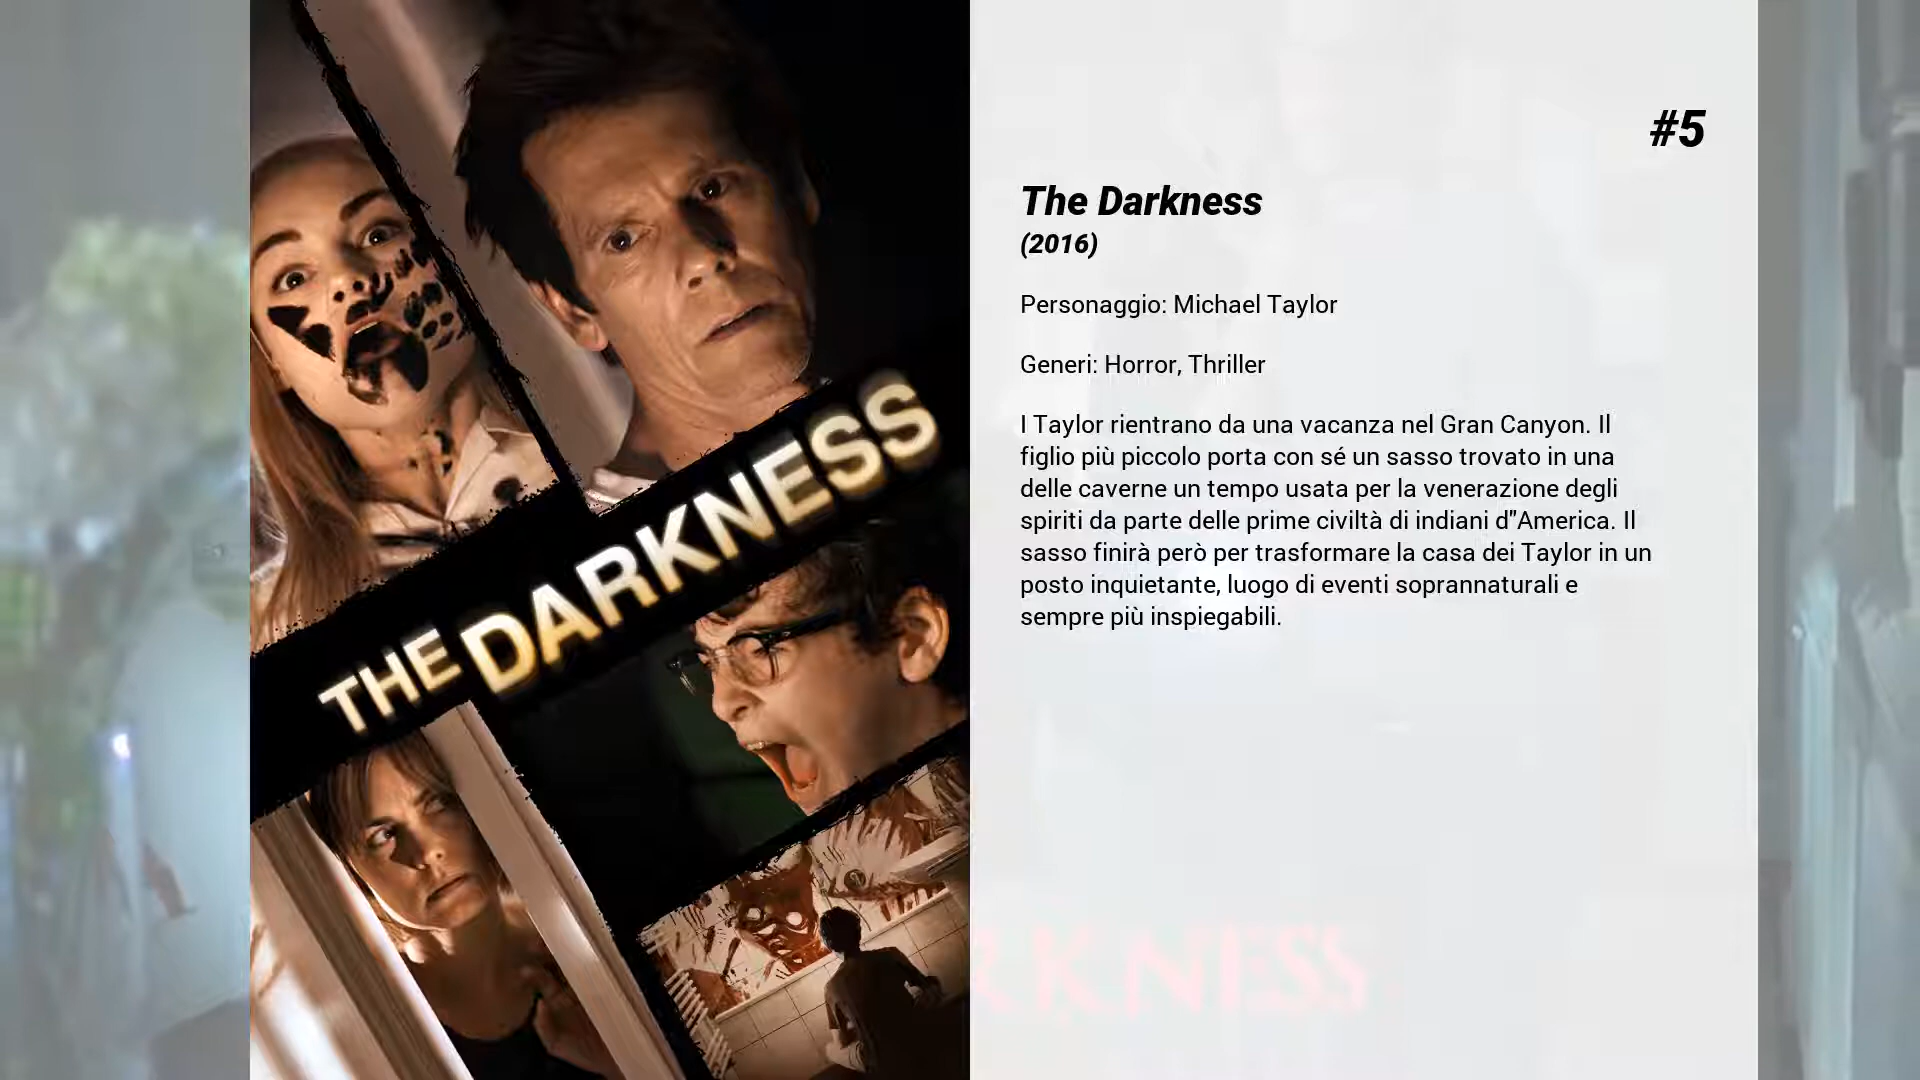 #5
The Darkness
(2016)
Personaggio: Michael Taylor
Generi: Horror, Thriller
I Taylor rientrano da una vacanza nel Gran Canyon. Il
figlio più piccolo porta con sé un sasso trovato in una
delle caverne un tempo usata per la venerazione degli
spiriti da parte delle prime civiltà di indiani d"America. Il
sasso finirà però per trasformare la casa dei Taylor in un
posto inquietante, luogo di eventi soprannaturali e
sempre più inspiegabili.
THE DARKNESS
RKNESS